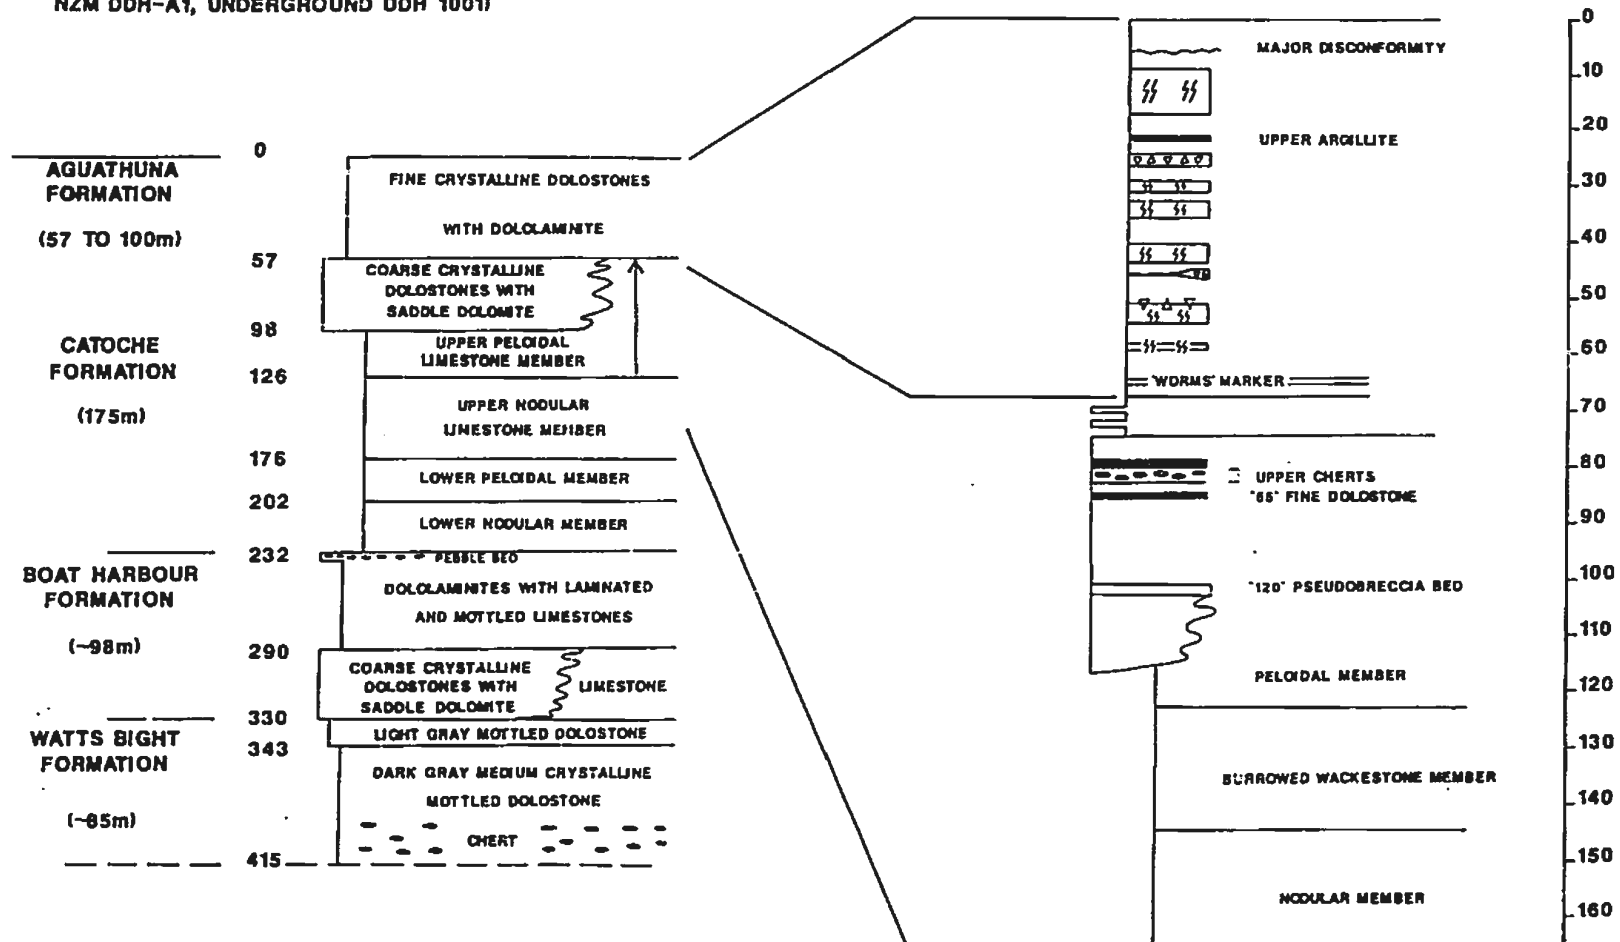 NZM DDH-A1, UNDERGROUND DDH 1001)
AGUATHUNA
FORMATION
(57 TO 100m)
CATOCHE
FORMATION
(175m)
BOAT HARBOUR
FORMATION
(~98m)
WATTS BIGHT
FORMATION
(~85m)
0
57
98
126
176
202
232
290
330
343
415
FINE CRYSTALLINE DOLOSTONES
WITH DOLOLAMINITE
COARSE CRYSTALLINE
DOLOSTONES WITH
SADDLE DOLOMITE
UPPER PELOIDAL
LIMESTONE MEMBER
UPPER NODULAR
LIMESTONE MEMBER
LOWER PELOIDAL MEMBER
LOWER NODULAR MEMBER
PEBBLE BED
DOLOLAMINITES WITH LAMINATED
AND MOTTLED LIMESTONES
COARSE CRYSTALLINE
DOLOSTONES WITH
SADDLE DOLOMITE
LIMESTONE
LIGHT GRAY MOTTLED DOLOSTONE
DARK GRAY MEDIUM CRYSTALLINE
MOTTLED DOLOSTONE
CHERT
MAJOR DISCONFORMITY
UPPER ARGILLITE
"WORMS" MARKER
UPPER CHERTS
"65" FINE DOLOSTONE
"120" PSEUDOBRECCIA BED
PELOIDAL MEMBER
BURROWED WACKESTONE MEMBER
NODULAR MEMBER
0
10
20
30
40
50
60
70
80
90
100
110
120
130
140
150
160